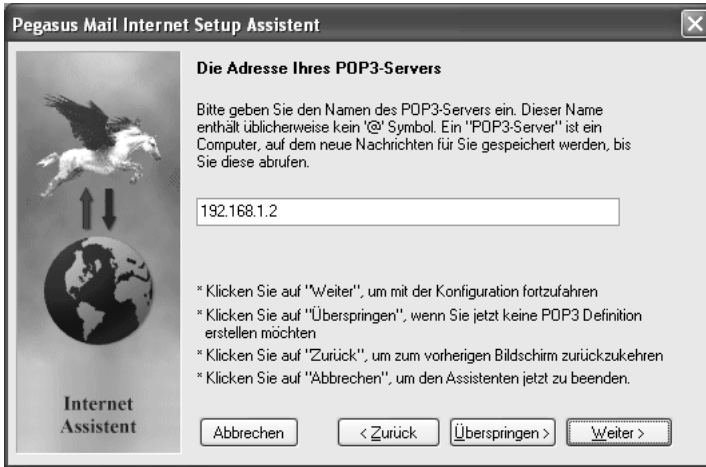 Pegasus Mail Internet Setup Assistent
Die Adresse Ihres POP3-Servers
Bitte geben Sie den Namen des POP3-Servers ein. Dieser Name
enthält üblicherweise kein '@' Symbol. Ein "POP3-Server" ist ein
Computer, auf dem neue Nachrichten für Sie gespeichert werden, bis
Sie diese abrufen.
192.168.1.2
* Klicken Sie auf "Weiter", um mit der Konfiguration fortzufahren
* Klicken Sie auf "Überspringen", wenn Sie jetzt keine POP3 Definition
erstellen möchten
* Klicken Sie auf "Zurück", um zum vorherigen Bildschirm zurückzukehren
* Klicken Sie auf "Abbrechen", um den Assistenten jetzt zu beenden.
Internet
Assistent
Abbrechen < Zurück Überspringen > Weiter >